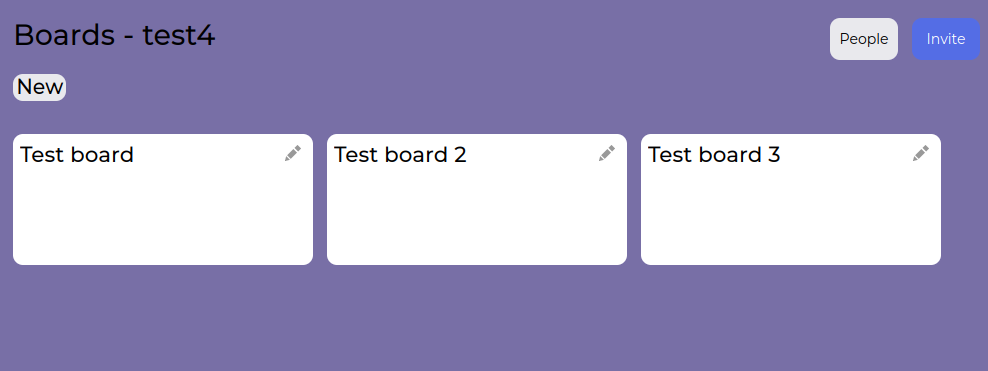 Boards - test4
People
Invite
New
Test board
Test board 2
Test board 3